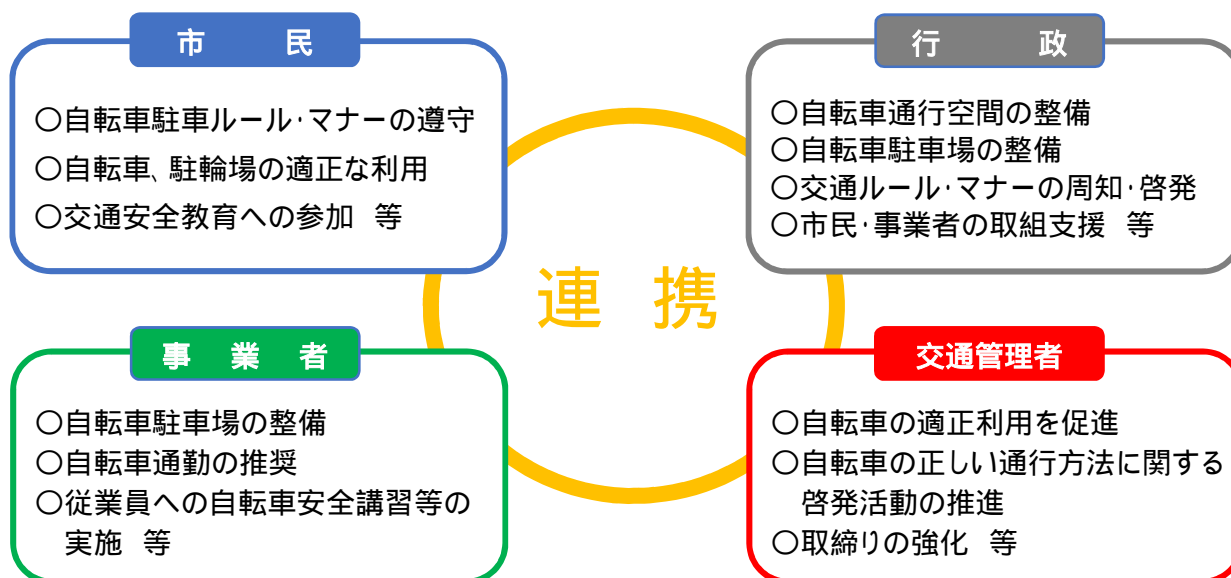 市　民
○自転車駐車ルール・マナーの遵守
○自転車、駐輪場の適正な利用
○交通安全教育への参加 等
行　政
○自転車通行空間の整備
○自転車駐車場の整備
○交通ルール・マナーの周知・啓発
○市民・事業者の取組支援 等
連 携
事 業 者
○自転車駐車場の整備
○自転車通勤の推奨
○従業員への自転車安全講習等の
実施 等
交通管理者
○自転車の適正利用を促進
○自転車の正しい通行方法に関する
啓発活動の推進
○取締りの強化 等